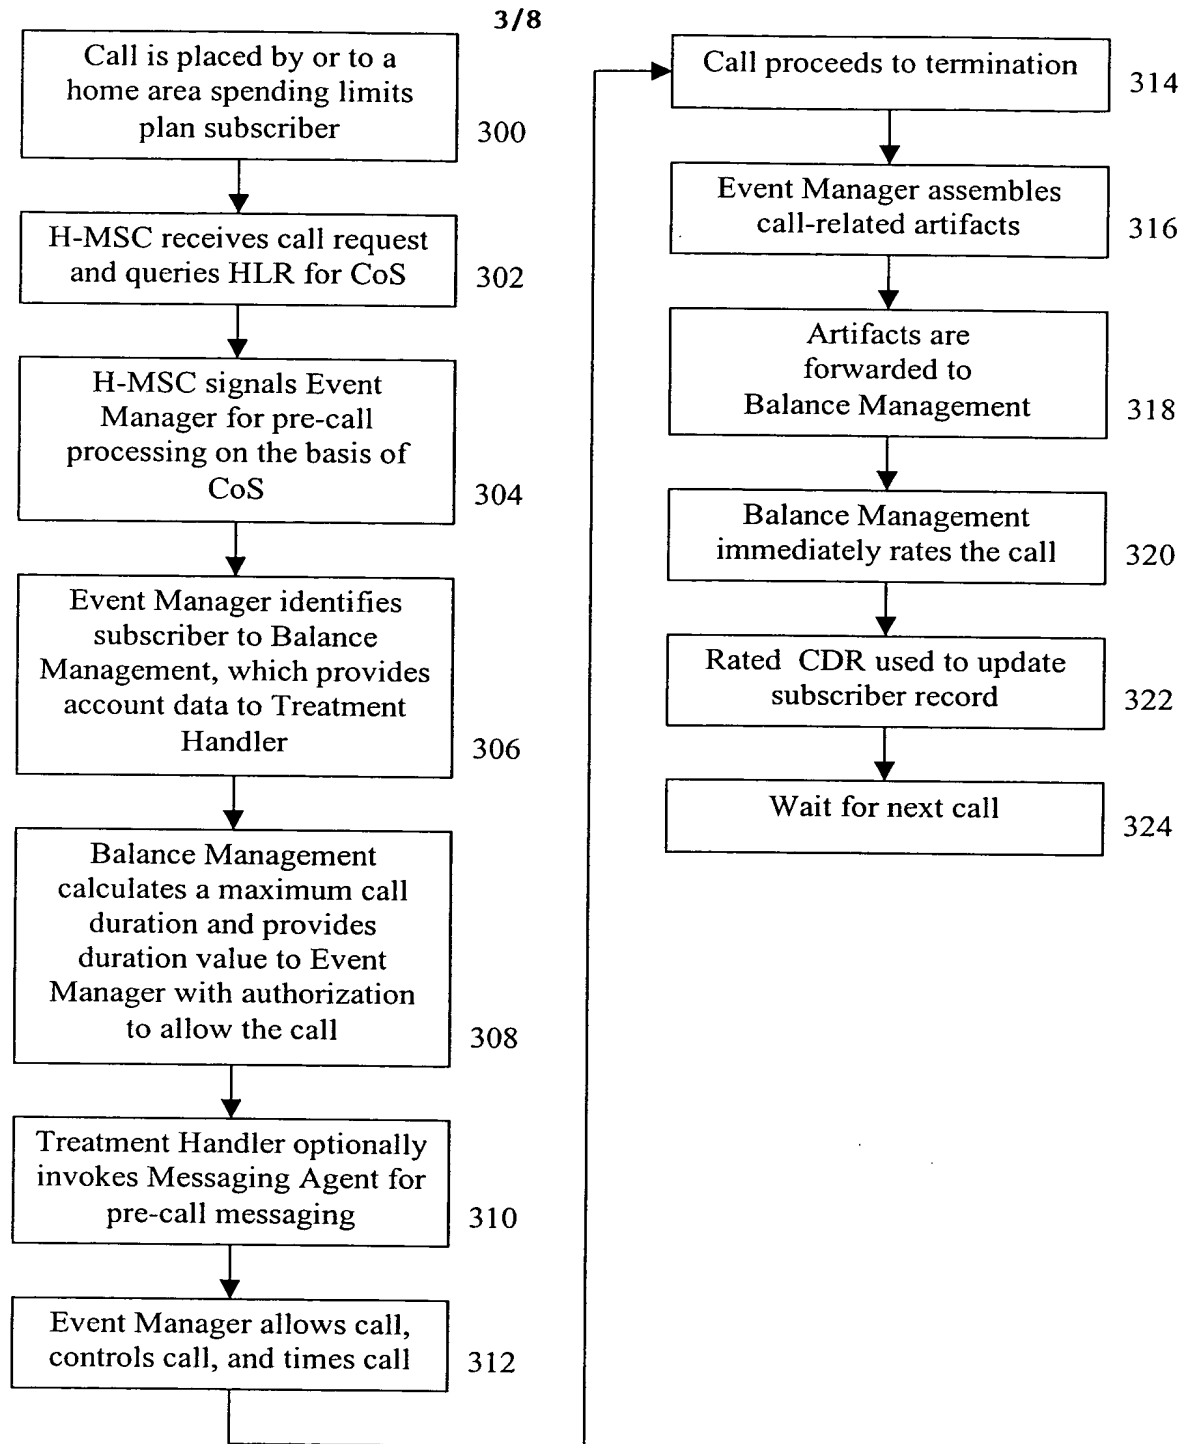 3/8
Call is placed by or to a
home area spending limits
plan subscriber
300
H-MSC receives call request
and queries HLR for CoS
302
H-MSC signals Event
Manager for pre-call
processing on the basis of
CoS
304
Event Manager identifies
subscriber to Balance
Management, which provides
account data to Treatment
Handler
306
Balance Management
calculates a maximum call
duration and provides
duration value to Event
Manager with authorization
to allow the call
308
Treatment Handler optionally
invokes Messaging Agent for
pre-call messaging
310
Event Manager allows call,
controls call, and times call
312
Call proceeds to termination
314
Event Manager assembles
call-related artifacts
316
Artifacts are
forwarded to
Balance Management
318
Balance Management
immediately rates the call
320
Rated CDR used to update
subscriber record
322
Wait for next call
324